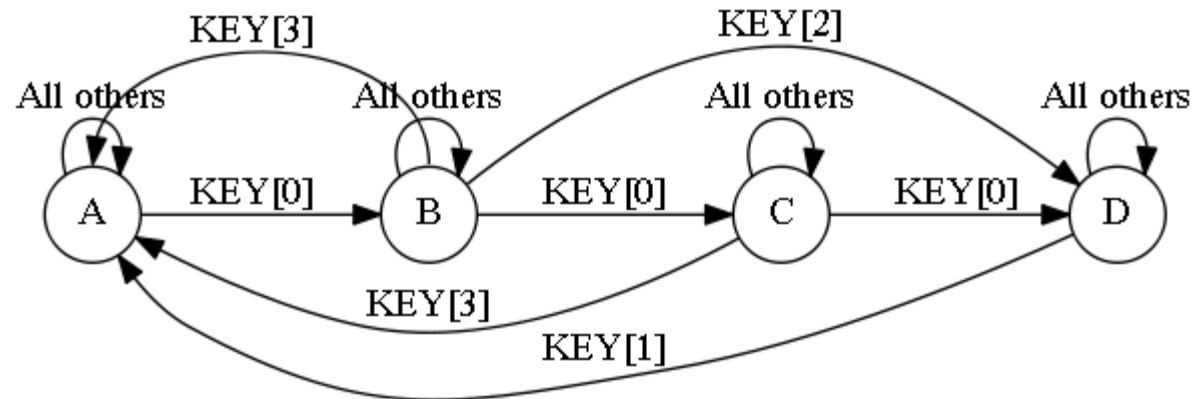 KEY[3]
KEY[2]
All others
All others
All others
All others
A
KEY[0]
B
KEY[0]
C
KEY[0]
D
KEY[3]
KEY[1]